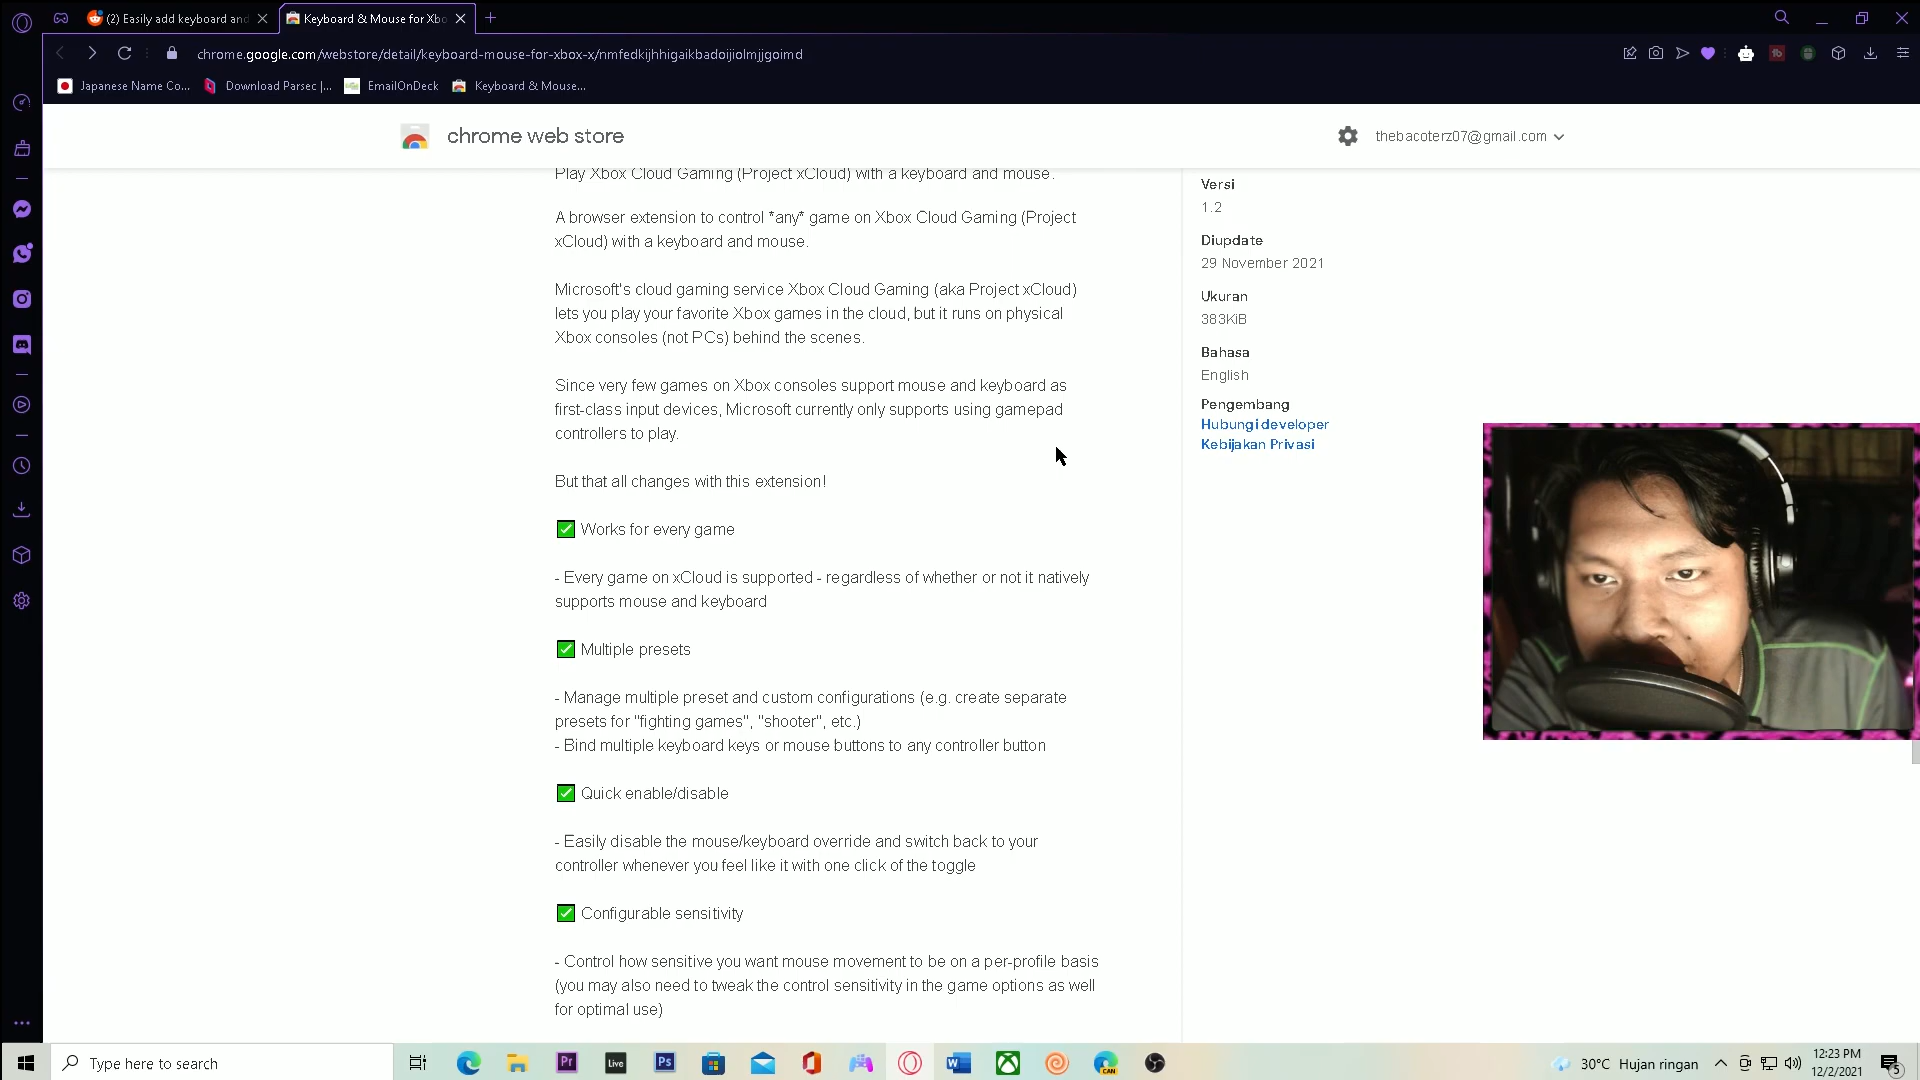 (2) Easily add keyboard and
Keyboard & Mouse for Xbo
chrome.google.com/webstore/detail/keyboard-mouse-for-xbox-x/nmfedkijhhigaikbadoijiolmjjgoimd
Japanese Name Co...
Download Parsec |...
EmailOnDeck
Keyboard & Mouse...
chrome web store
thebacoterz07@gmail.com
Play Xbox Cloud Gaming (Project xCloud) with a keyboard and mouse.
A browser extension to control *any* game on Xbox Cloud Gaming (Project
xCloud) with a keyboard and mouse.
Microsoft's cloud gaming service Xbox Cloud Gaming (aka Project xCloud)
lets you play your favorite Xbox games in the cloud, but it runs on physical
Xbox consoles (not PCs) behind the scenes.
Since very few games on Xbox consoles support mouse and keyboard as
first-class input devices, Microsoft currently only supports using gamepad
controllers to play.
But that all changes with this extension!
✅ Works for every game
- Every game on xCloud is supported - regardless of whether or not it natively
supports mouse and keyboard
✅ Multiple presets
- Manage multiple preset and custom configurations (e.g. create separate
presets for "fighting games", "shooter", etc.)
- Bind multiple keyboard keys or mouse buttons to any controller button
✅ Quick enable/disable
- Easily disable the mouse/keyboard override and switch back to your
controller whenever you feel like it with one click of the toggle
✅ Configurable sensitivity
- Control how sensitive you want mouse movement to be on a per-profile basis
(you may also need to tweak the control sensitivity in the game options as well
for optimal use)
Versi
1.2
Diupdate
29 November 2021
Ukuran
383KiB
Bahasa
English
Pengembang
Hubungi developer
Kebijakan Privasi
Type here to search
Pr
Live
Ps
W
CAN
30°C Hujan ringan
12:23 PM
12/2/2021
5